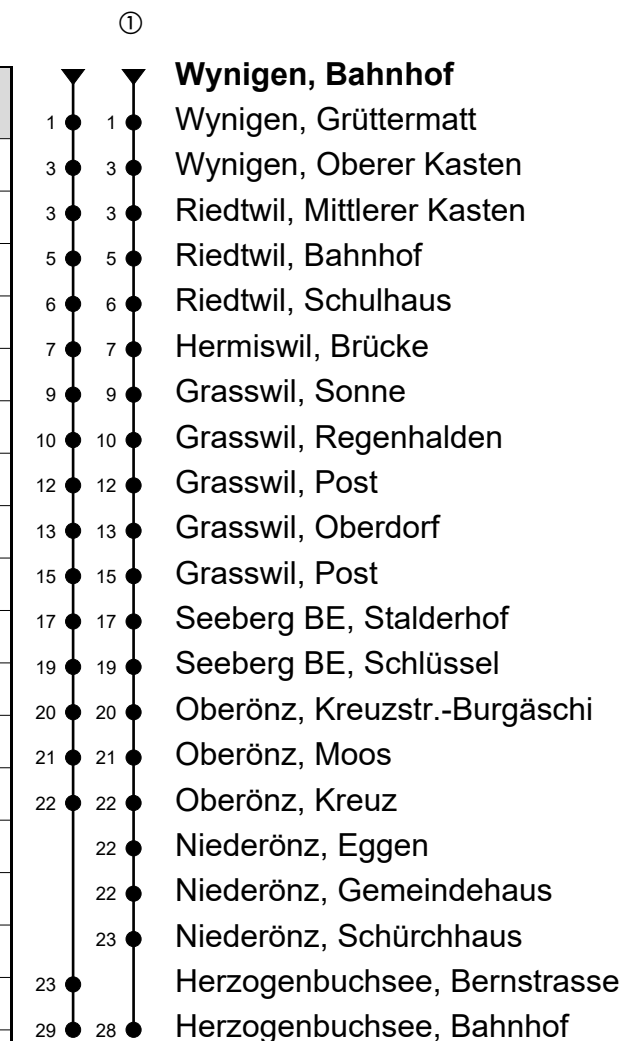 ①
Wynigen, Bahnhof
1 1 Wynigen, Grüttermatt
3 3 Wynigen, Oberer Kasten
3 3 Riedtwil, Mittlerer Kasten
5 5 Riedtwil, Bahnhof
6 6 Riedtwil, Schulhaus
7 7 Hermiswil, Brücke
9 9 Grasswil, Sonne
10 10 Grasswil, Regenhalden
12 12 Grasswil, Post
13 13 Grasswil, Oberdorf
15 15 Grasswil, Post
17 17 Seeberg BE, Stalderhof
19 19 Seeberg BE, Schlüssel
20 20 Oberönz, Kreuzstr.-Burgäschi
21 21 Oberönz, Moos
22 22 Oberönz, Kreuz
22 Niederönz, Eggen
22 Niederönz, Gemeindehaus
23 Niederönz, Schürchhaus
23 Herzogenbuchsee, Bernstrasse
29 28 Herzogenbuchsee, Bahnhof